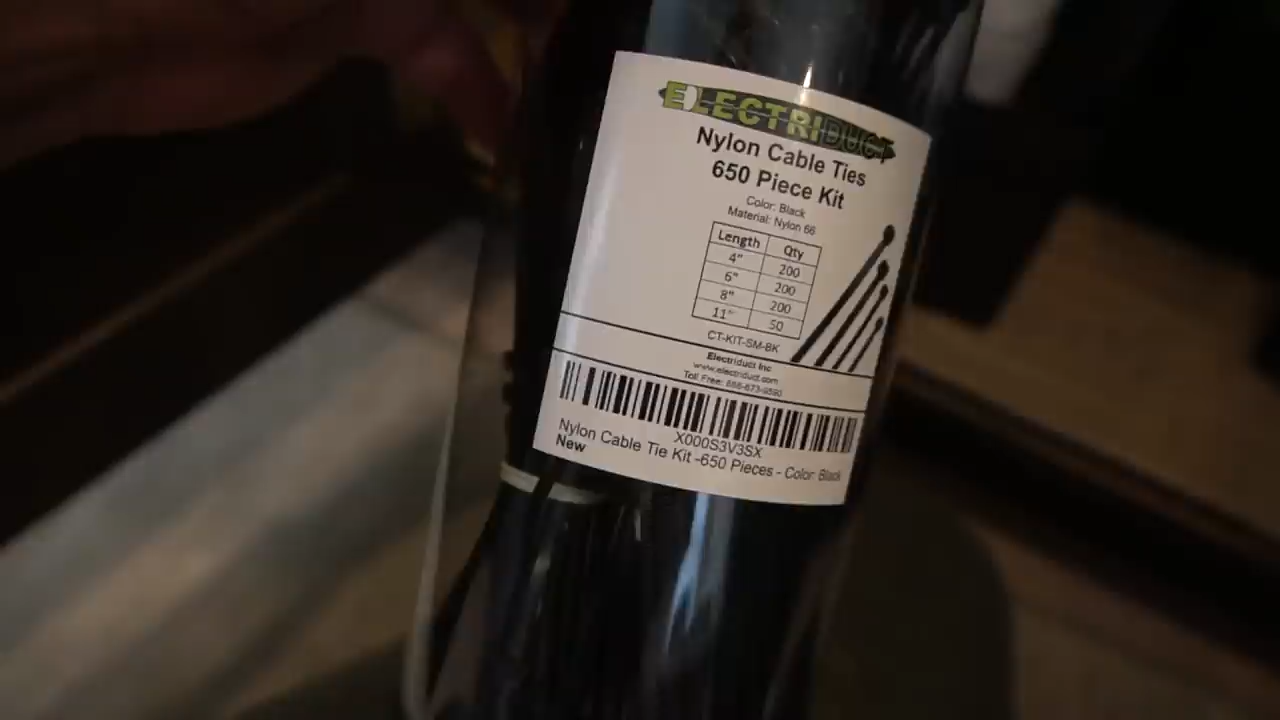 ELECTRIDUCT
Nylon Cable Ties
650 Piece Kit
Color: Black
Material: Nylon 66
Length Qty
4" 200
6" 200
8" 200
11" 50
CT-KIT-SM-BK
Electriduct Inc
www.electriduct.com
Toll Free:
X000S3V3SX
Nylon Cable Tie Kit -650 Pieces - Color: Black
New